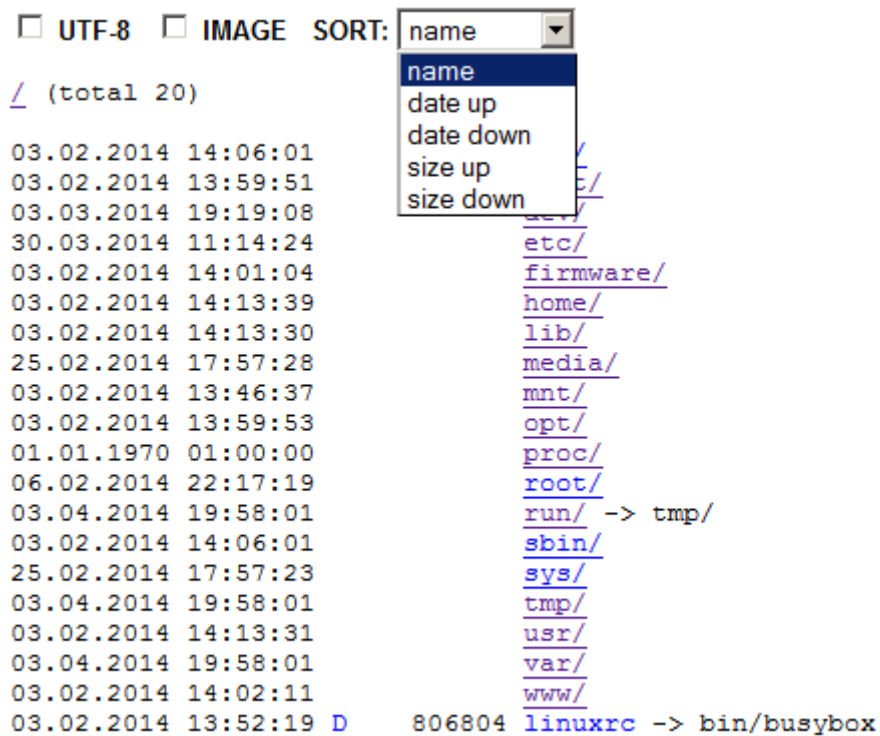 UTF-8 IMAGE SORT: name
name
date up
date down
size up
size down
/ (total 20)
03.02.2014 14:06:01 /
03.02.2014 13:59:51 /
03.03.2014 19:19:08 dev/
30.03.2014 11:14:24 etc/
03.02.2014 14:01:04 firmware/
03.02.2014 14:13:39 home/
03.02.2014 14:13:30 lib/
25.02.2014 17:57:28 media/
03.02.2014 13:46:37 mnt/
03.02.2014 13:59:53 opt/
01.01.1970 01:00:00 proc/
06.02.2014 22:17:19 root/
03.04.2014 19:58:01 run/ -> tmp/
03.02.2014 14:06:01 sbin/
25.02.2014 17:57:23 sys/
03.04.2014 19:58:01 tmp/
03.02.2014 14:13:31 usr/
03.04.2014 19:58:01 var/
03.02.2014 14:02:11 www/
03.02.2014 13:52:19 D 806804 linuxrc -> bin/busybox